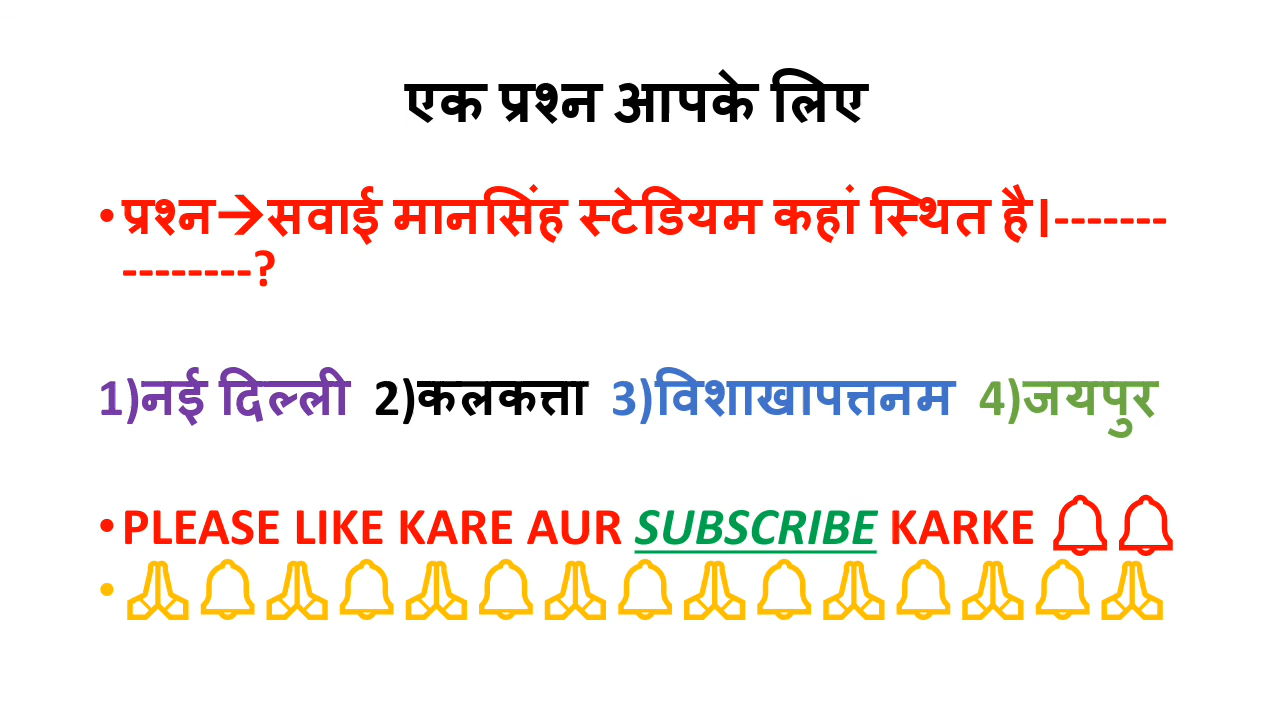 एक प्रश्न आपके लिए
•प्रश्न→सवाई मानसिंह स्टेडियम कहां स्थित है।-------
--------?
1)नई दिल्ली 2)कलकत्ता 3)विशाखापत्तनम 4)जयपुर
•PLEASE LIKE KARE AUR SUBSCRIBE KARKE 🔔🔔
•🙏🔔🙏🔔🙏🔔🙏🔔🙏🔔🙏🔔🙏🔔🙏